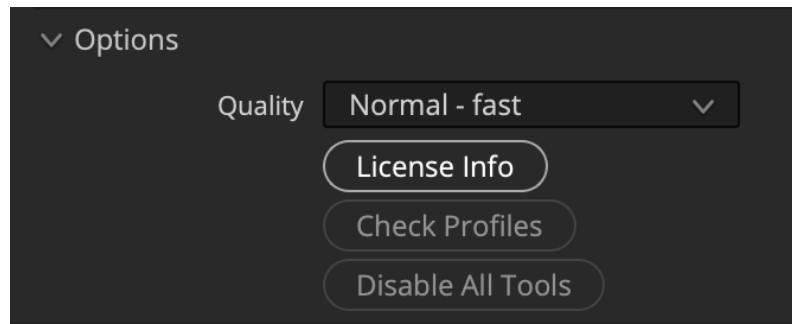 Options
Quality Normal - fast
License Info
Check Profiles
Disable All Tools